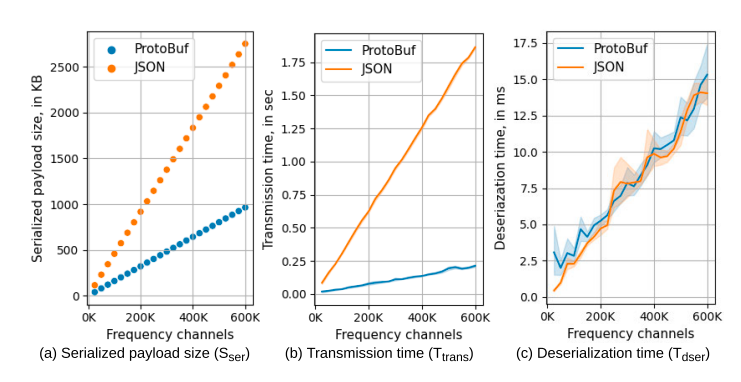 ProtoBuf
JSON
2500
2000
1500
1000
500
0
Serialized payload size, in KB
0K
200K
400K
600K
Frequency channels
(a) Serialized payload size (Sser)
ProtoBuf
JSON
1.75
1.50
1.25
1.00
0.75
0.50
0.25
0.00
Transmission time, in sec
0K
200K
400K
600K
Frequency channels
(b) Transmission time (Ttrans)
ProtoBuf
JSON
17.5
15.0
12.5
10.0
7.5
5.0
2.5
0.0
Deseriazation time, in ms
0K
200K
400K
600K
Frequency channels
(c) Deserialization time (Tdser)